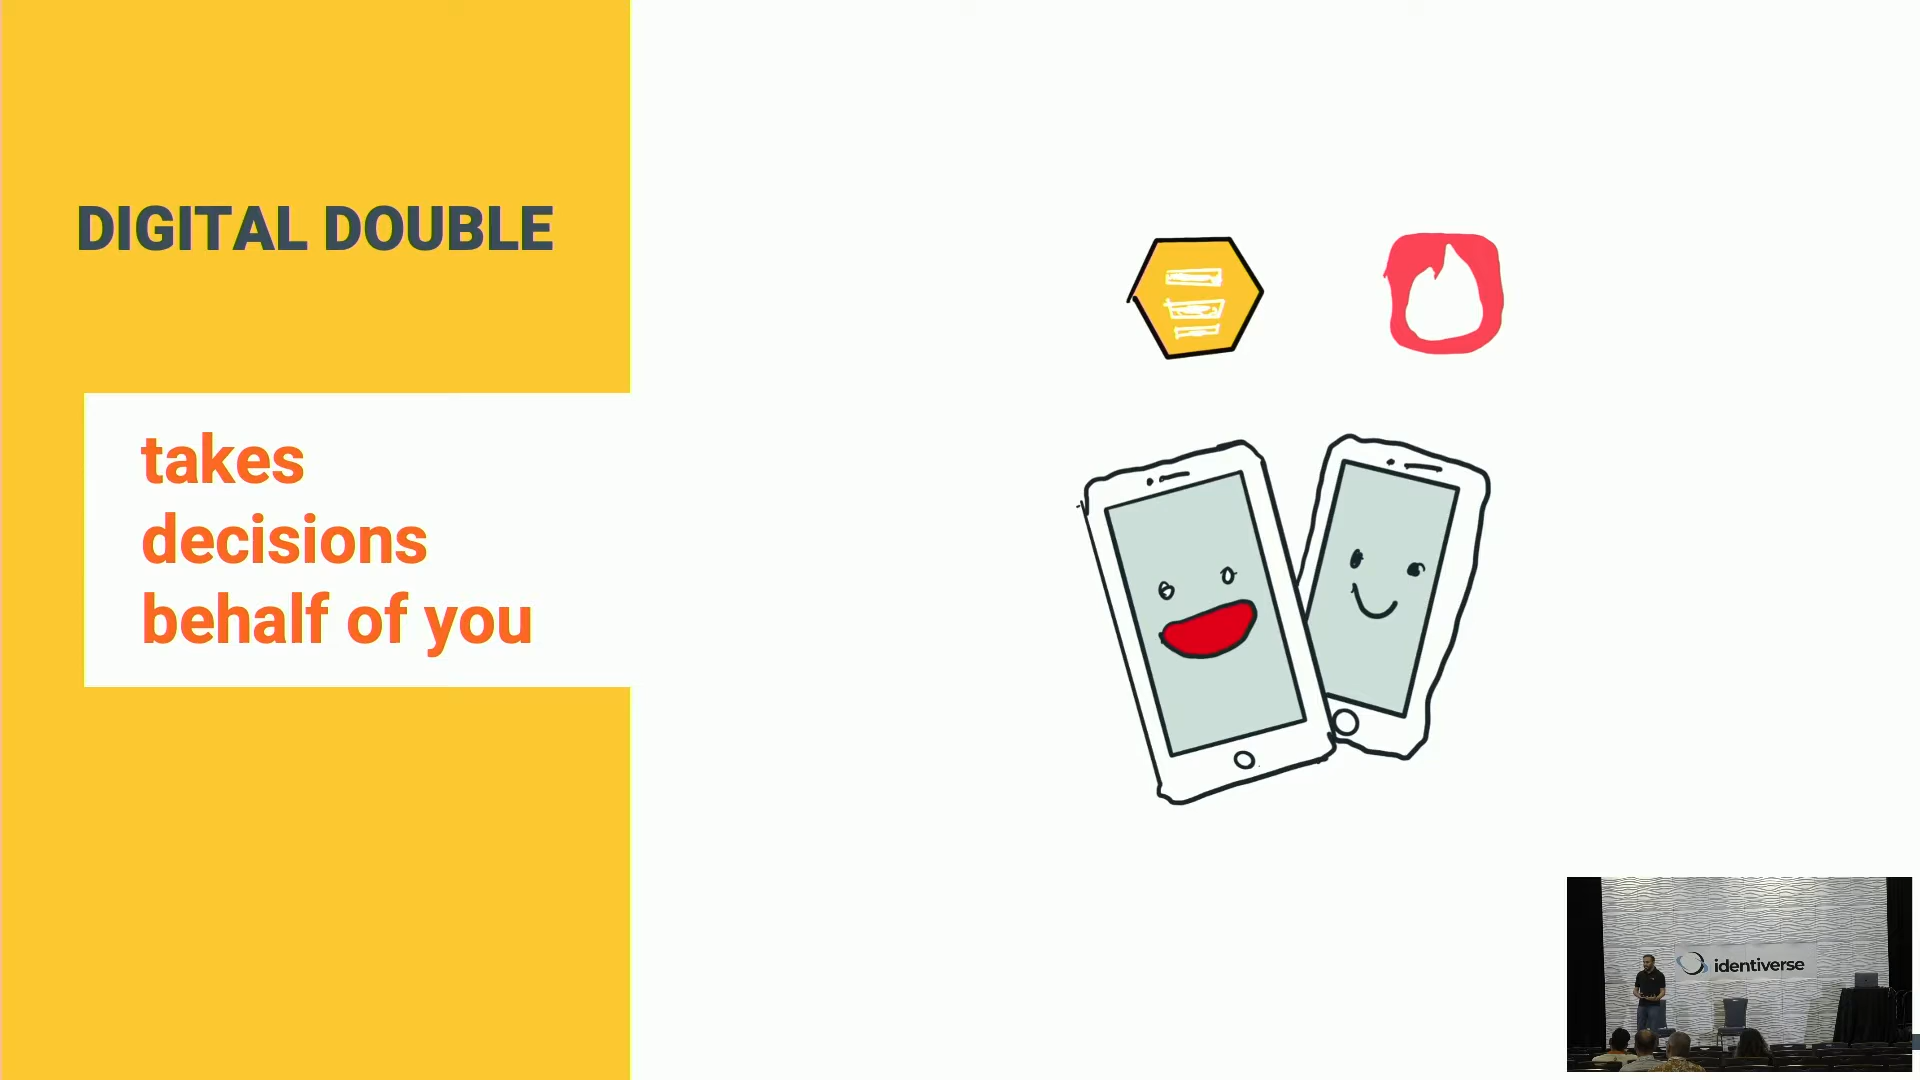 DIGITAL DOUBLE
takes
decisions
behalf of you
identiverse